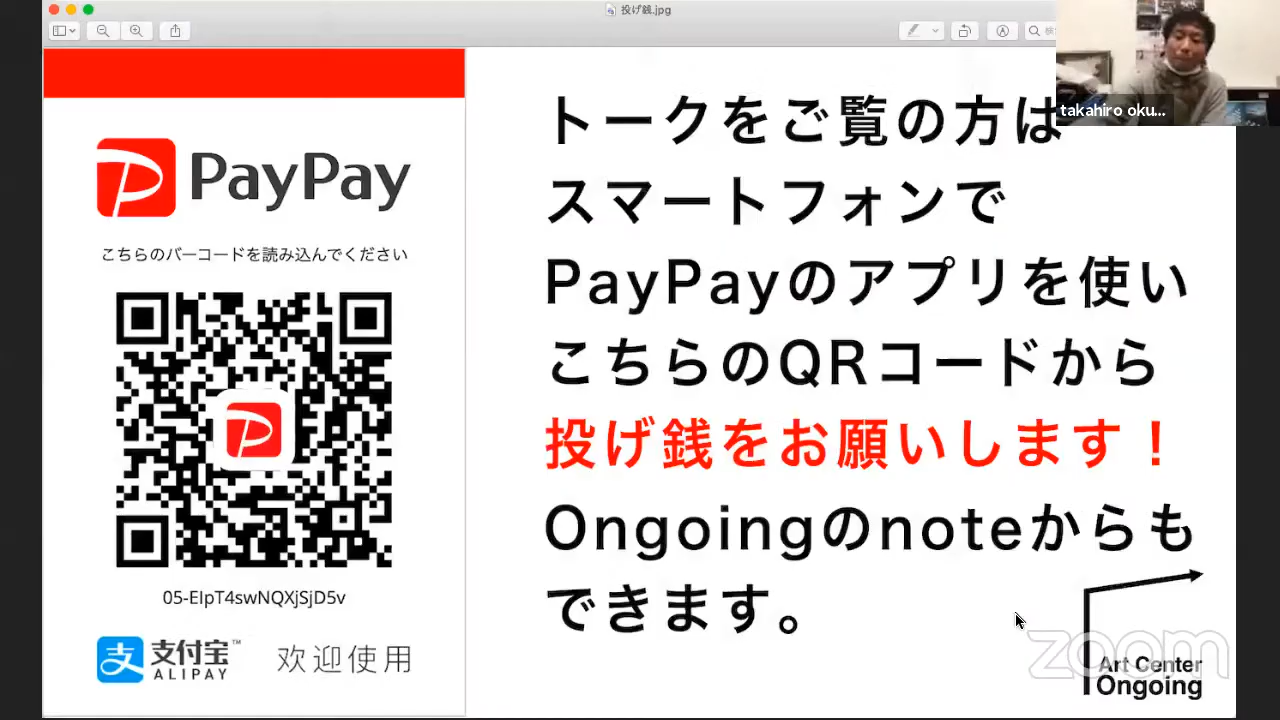 投げ銭.jpg
takahiro oku...
PayPay
こちらのバーコードを読み込んでください
05-EIpT4swNQXjSjD5v
支付宝™
ALIPAY
欢迎使用
トークをご覧の方は
スマートフォンで
PayPayのアプリを使い
こちらのQRコードから
投げ銭をお願いします！
Ongoingのnoteからも
できます。
zoom
Art Center
Ongoing